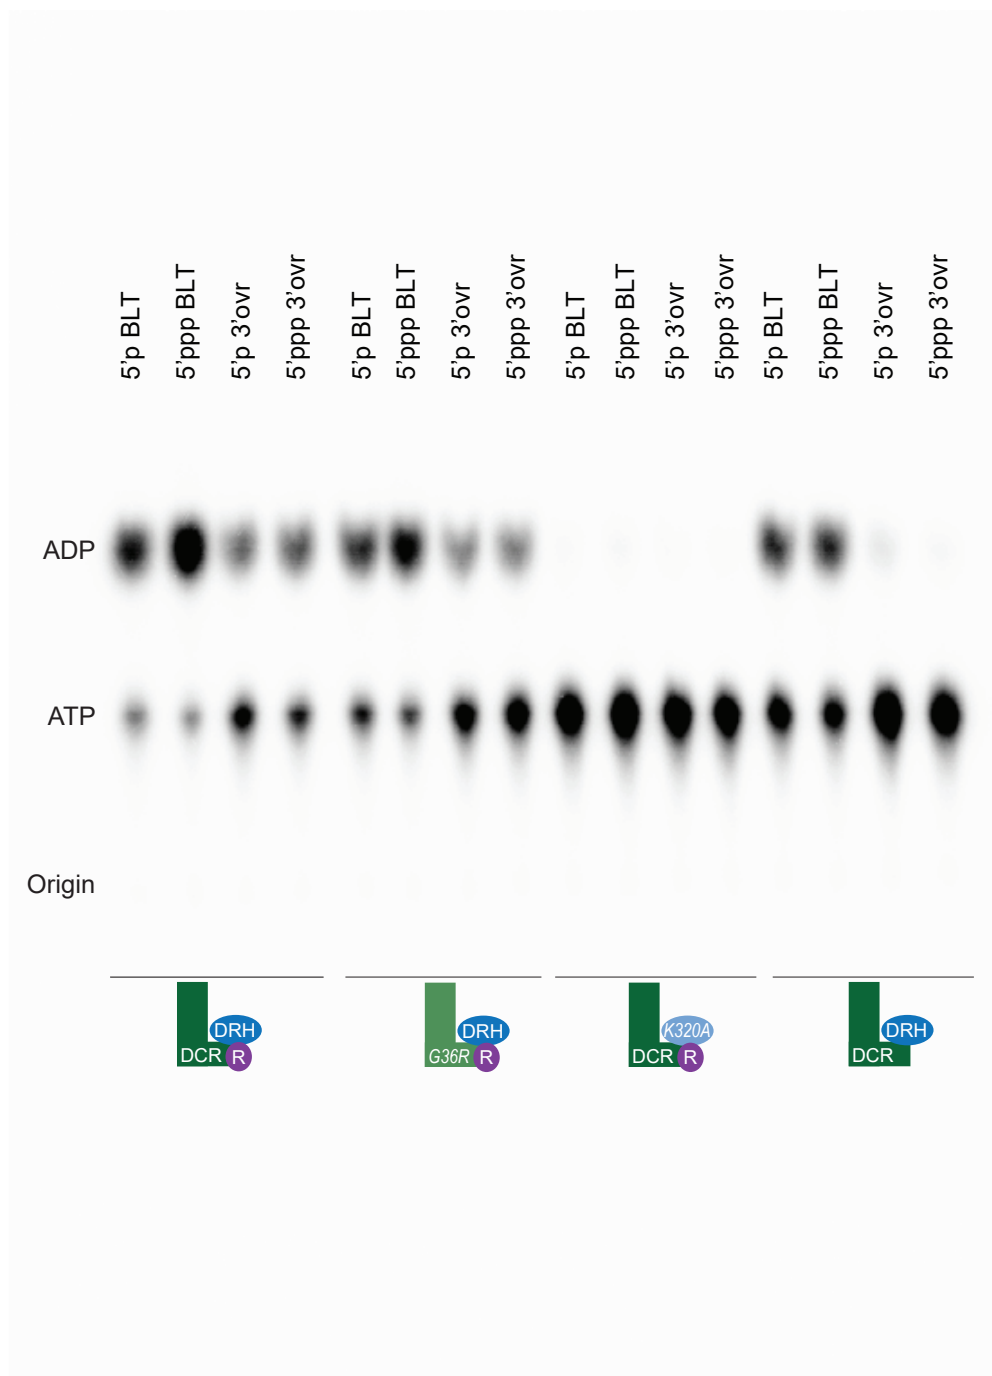 5'p BLT
5'ppp BLT
5'p 3'ovr
5'ppp 3'ovr
5'p BLT
5'ppp BLT
5'p 3'ovr
5'ppp 3'ovr
5'p BLT
5'ppp BLT
5'p 3'ovr
5'ppp 3'ovr
5'p BLT
5'ppp BLT
5'p 3'ovr
5'ppp 3'ovr
ADP
ATP
Origin
DRH
DCR R
DRH
G36R R
K320A
DCR R
DRH
DCR